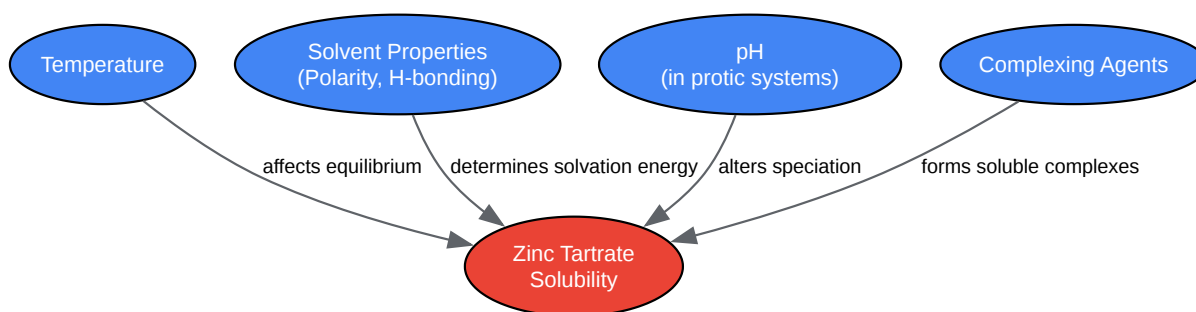 Temperature
Solvent Properties
(Polarity, H-bonding)
pH
(in protic systems)
Complexing Agents
affects equilibrium
determines solvation energy
alters speciation
forms soluble complexes
Zinc Tartrate
Solubility